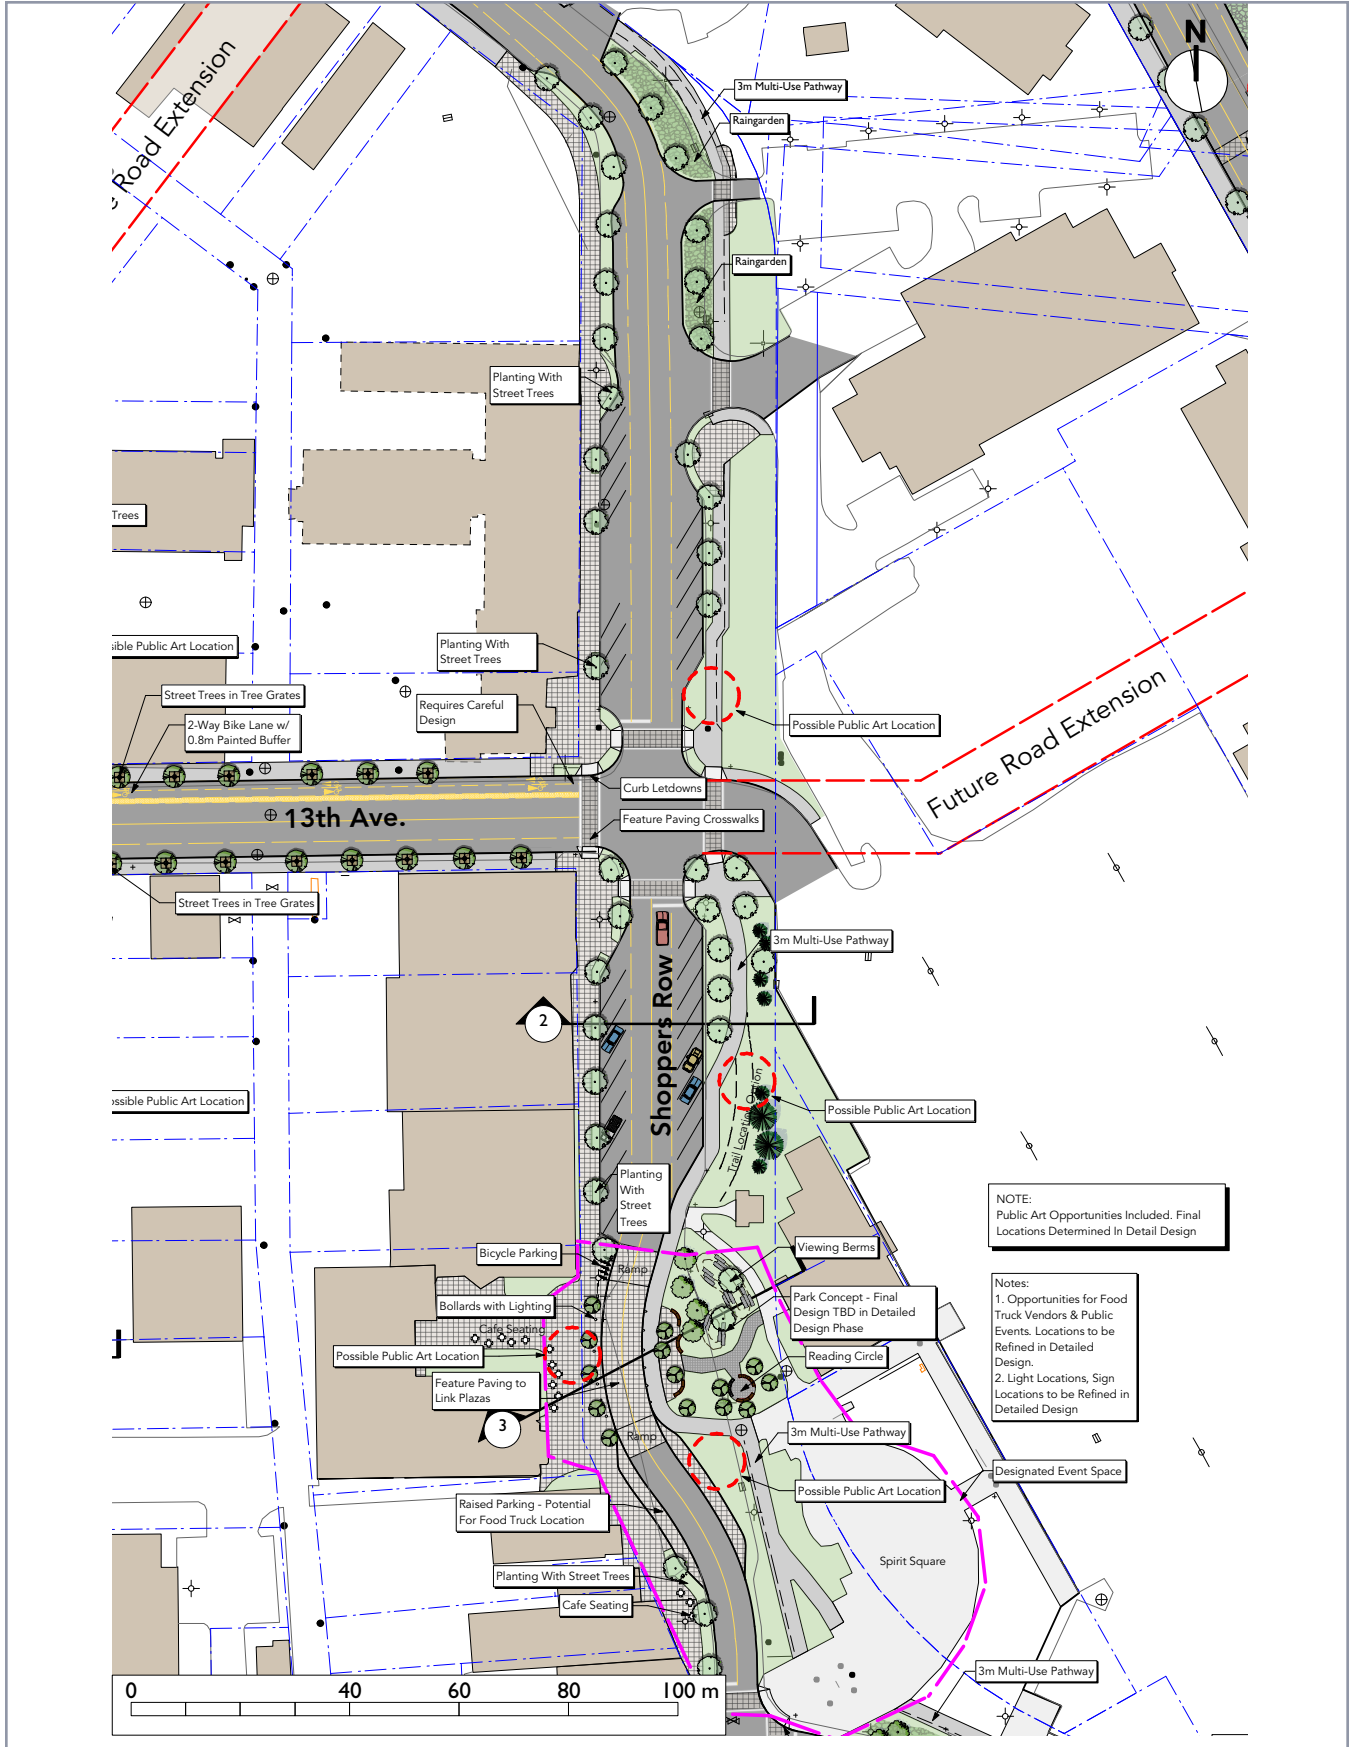 N
e Road Extension
3m Multi-Use Pathway
Raingarden
Raingarden
Planting With
Street Trees
Trees
Planting With
Street Trees
sible Public Art Location
Street Trees in Tree Grates
2-Way Bike Lane w/
0.8m Painted Buffer
Requires Careful
Design
Possible Public Art Location
Future Road Extension
Curb Letdowns
13th Ave.
Feature Paving Crosswalks
Street Trees in Tree Grates
3m Multi-Use Pathway
2
Shoppers Row
ossible Public Art Location
Possible Public Art Location
Trail Location Option
Planting
With
Street
Trees
NOTE:
Public Art Opportunities Included. Final
Locations Determined In Detail Design
Bicycle Parking
Ramp
Viewing Berms
Notes:
1. Opportunities for Food
Truck Vendors & Public
Events. Locations to be
Refined in Detailed
Design.
2. Light Locations, Sign
Locations to be Refined in
Detailed Design
Bollards with Lighting
Park Concept - Final
Design TBD in Detailed
Design Phase
Cafe Seating
Possible Public Art Location
Reading Circle
Feature Paving to
Link Plazas
3
Ramp
3m Multi-Use Pathway
Designated Event Space
Possible Public Art Location
Raised Parking - Potential
For Food Truck Location
Spirit Square
Planting With Street Trees
Cafe Seating
3m Multi-Use Pathway
0 40 60 80 100 m